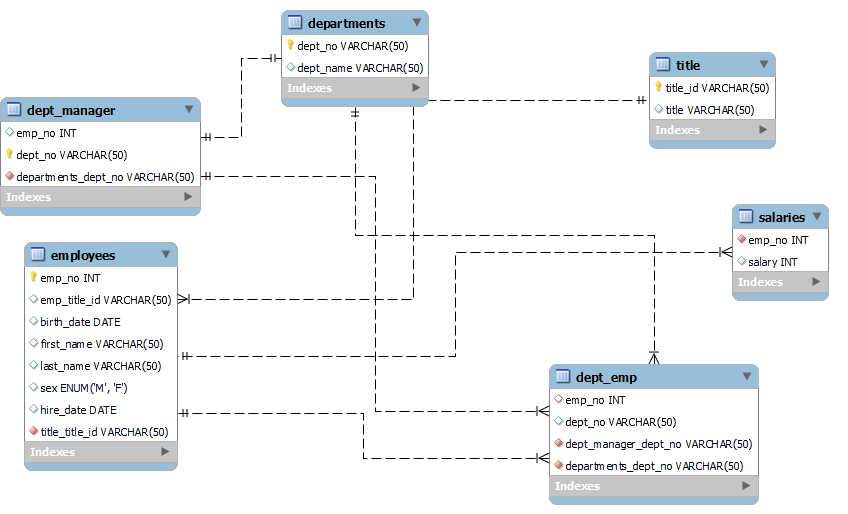 departments
dept_no VARCHAR(50)
dept_name VARCHAR(50)
Indexes
title
title_id VARCHAR(50)
title VARCHAR(50)
Indexes
dept_manager
emp_no INT
dept_no VARCHAR(50)
departments_dept_no VARCHAR(50)
Indexes
salaries
emp_no INT
salary INT
Indexes
employees
emp_no INT
emp_title_id VARCHAR(50)
birth_date DATE
first_name VARCHAR(50)
last_name VARCHAR(50)
sex ENUM('M', 'F')
hire_date DATE
title_title_id VARCHAR(50)
Indexes
dept_emp
emp_no INT
dept_no VARCHAR(50)
dept_manager_dept_no VARCHAR(50)
departments_dept_no VARCHAR(50)
Indexes